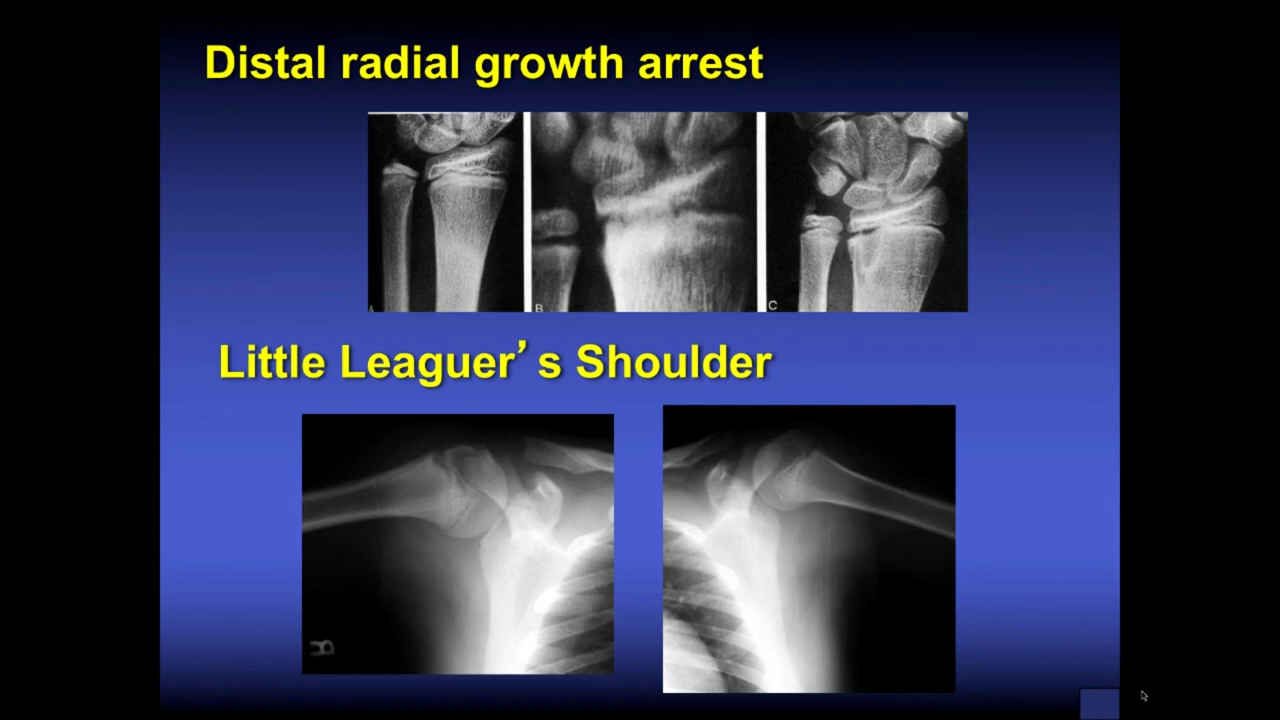 Distal radial growth arrest
A
B
C
Little Leaguer’s Shoulder
R